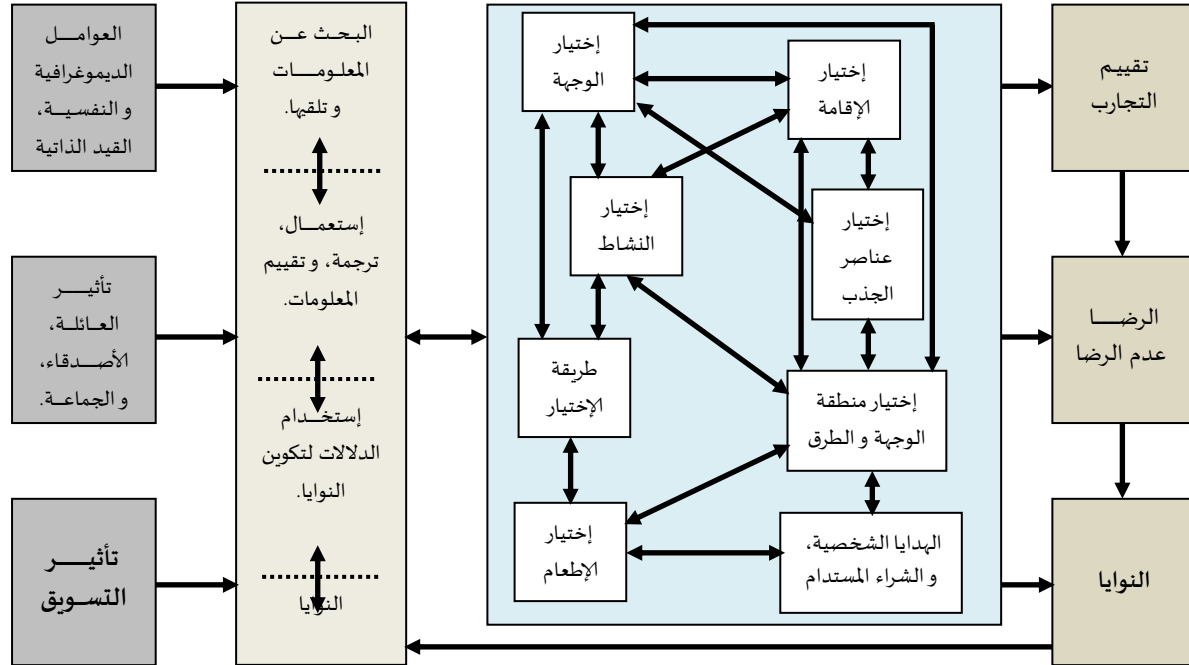 العوامل
الديموغرافية
و النفسية،
القيد الذاتية
تأثير
العائلة،
الأصدقاء،
و الجماعة.
تأثير
التسويق
البحث عن
المعلومات
و تلقيها.
إستعمال،
ترجمة، و تقييم
المعلومات.
إستخدام
الدلالات لتكوين
النوايا.
النوايا
إختيار
الوجهة
إختيار
الإقامة
إختيار
النشاط
إختيار
عناصر
الجذب
طريقة
الإختيار
إختيار منطقة
الوجهة و الطرق
إختيار
الإطعام
الهدايا الشخصية،
و الشراء المستدام
تقييم
التجارب
الرضا
عدم الرضا
النوايا